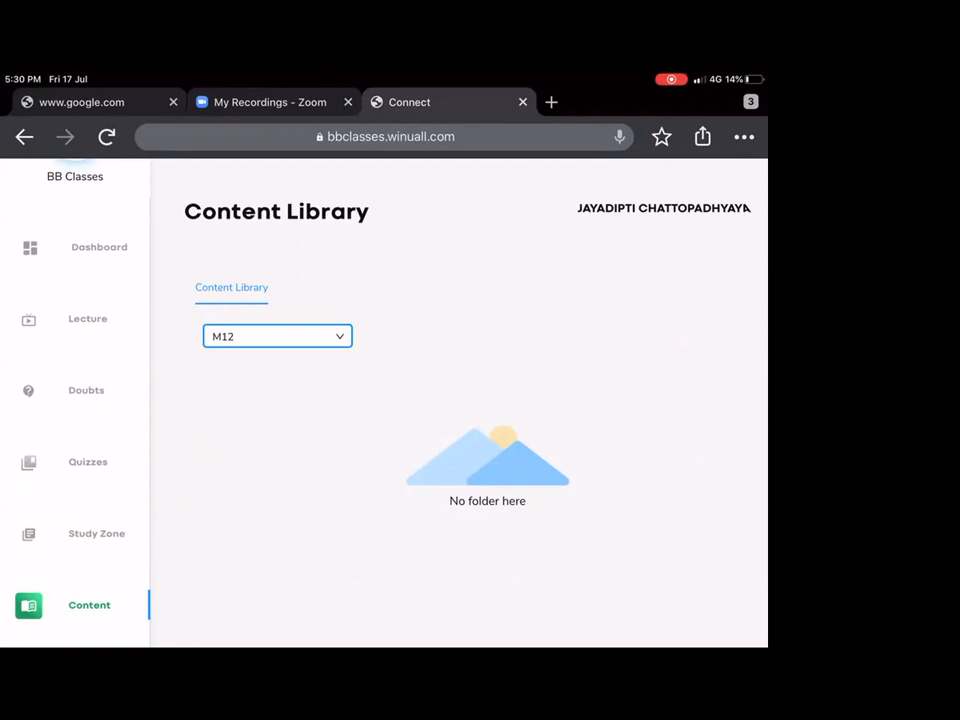 5:30 PM Fri 17 Jul
4G 14%
www.google.com
My Recordings - Zoom
Connect
3
bbclasses.winuall.com
BB Classes
Content Library
JAYADIPTI CHATTOPADHYAYA
Dashboard
Content Library
Lecture
M12
Doubts
Quizzes
No folder here
Study Zone
Content